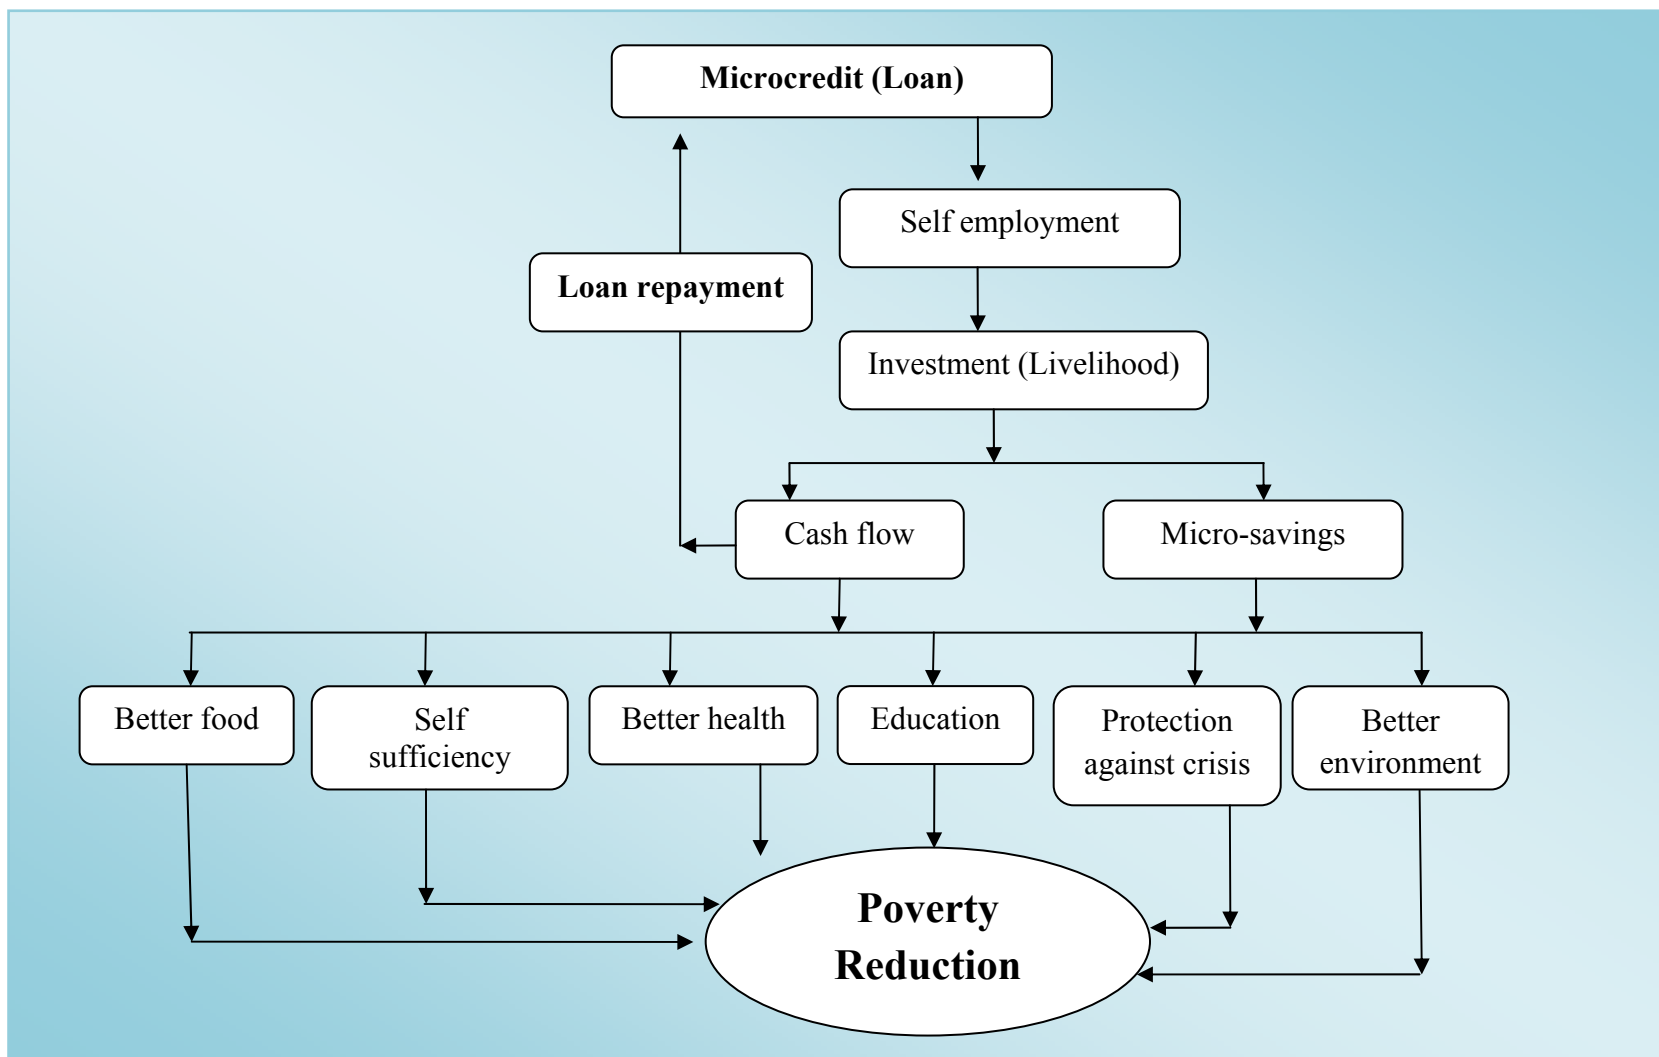 Microcredit (Loan)
Self employment
Loan repayment
Investment (Livelihood)
Cash flow
Micro-savings
Better food
Self
sufficiency
Better health
Education
Protection
against crisis
Better
environment
Poverty
Reduction